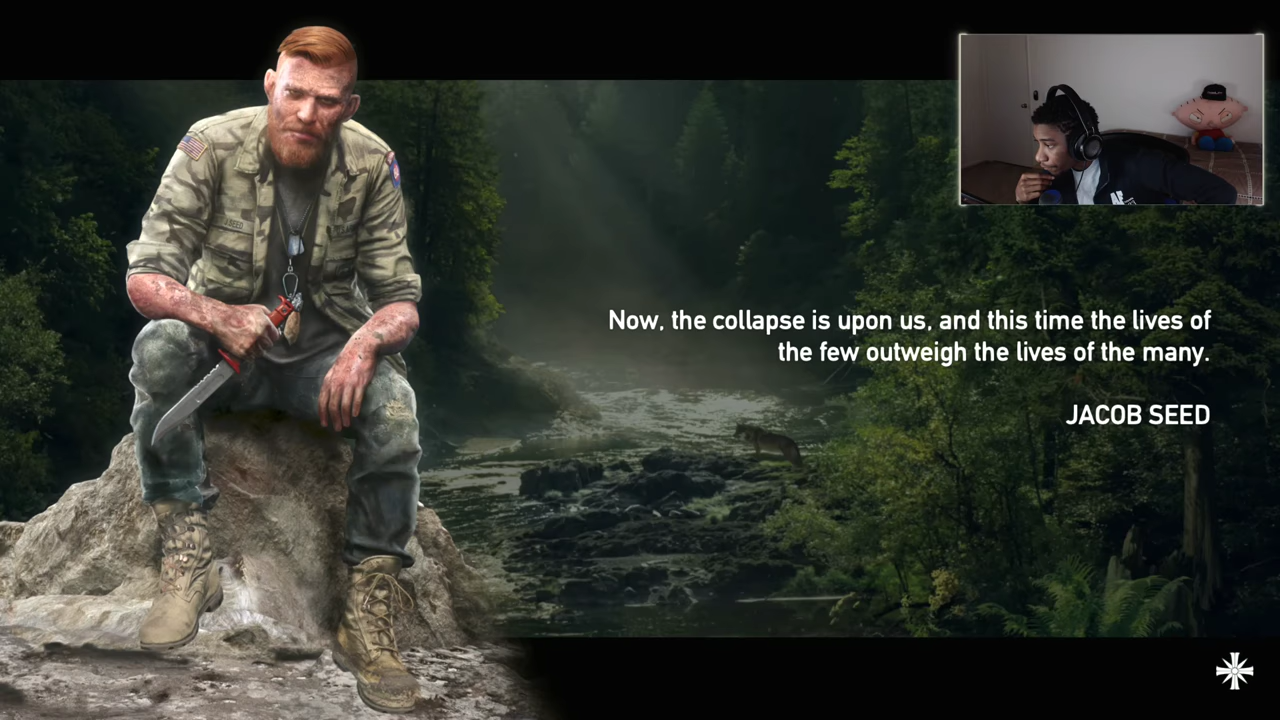 Now, the collapse is upon us, and this time the lives of
the few outweigh the lives of the many.
JACOB SEED